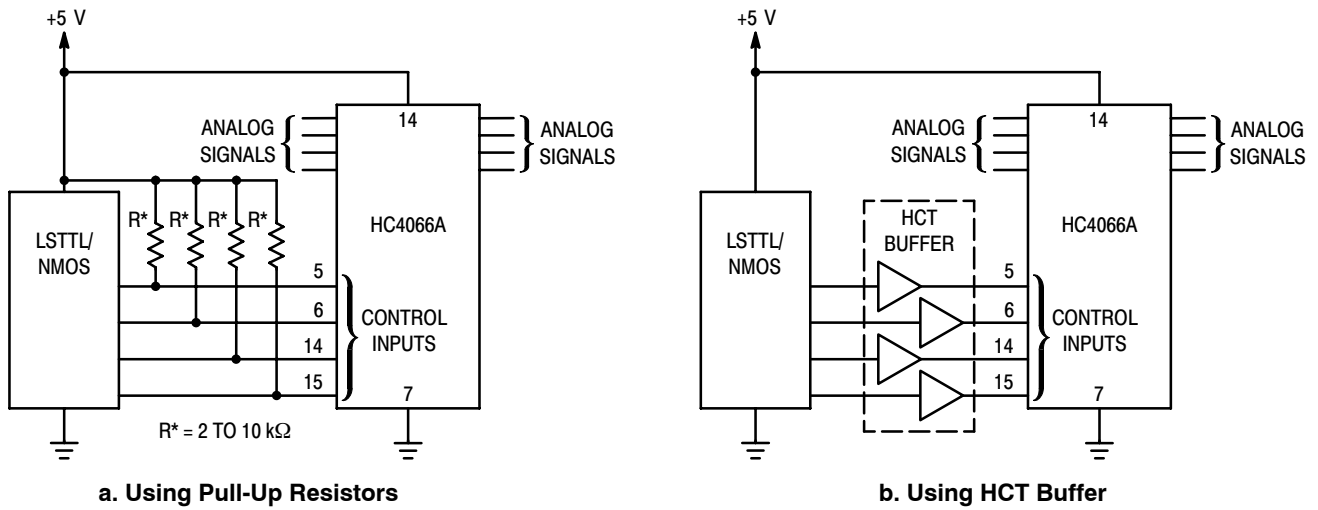 +5 V
ANALOG
SIGNALS
14
ANALOG
SIGNALS
HC4066A
LSTTL/
NMOS
R* R* R* R*
5
6
14
15
CONTROL
INPUTS
7
R* = 2 TO 10 kΩ
a. Using Pull-Up Resistors
+5 V
ANALOG
SIGNALS
14
ANALOG
SIGNALS
HC4066A
LSTTL/
NMOS
HCT
BUFFER
5
6
14
15
CONTROL
INPUTS
7
b. Using HCT Buffer